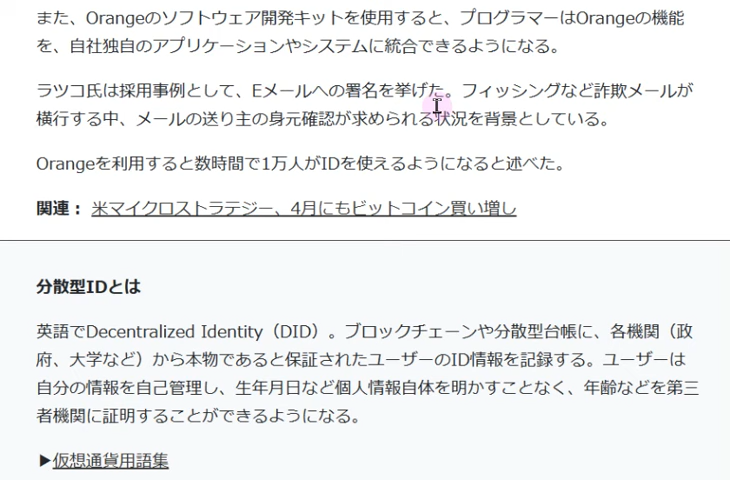 また、Orangeのソフトウェア開発キットを使用すると、プログラマーはOrangeの機能
を、自社独自のアプリケーションやシステムに統合できるようになる。
ラツコ氏は採用事例として、Eメールへの署名を挙げた。フィッシングなど詐欺メールが
横行する中、メールの送り主の身元確認が求められる状況を背景としている。
Orangeを利用すると数時間で1万人がIDを使えるようになると述べた。
関連： 米マイクロストラテジー、4月にもビットコイン買い増し
分散型IDとは
英語でDecentralized Identity（DID）。ブロックチェーンや分散型台帳に、各機関（政
府、大学など）から本物であると保証されたユーザーのID情報を記録する。ユーザーは
自分の情報を自己管理し、生年月日など個人情報自体を明かすことなく、年齢などを第三
者機関に証明することができるようになる。
▶仮想通貨用語集